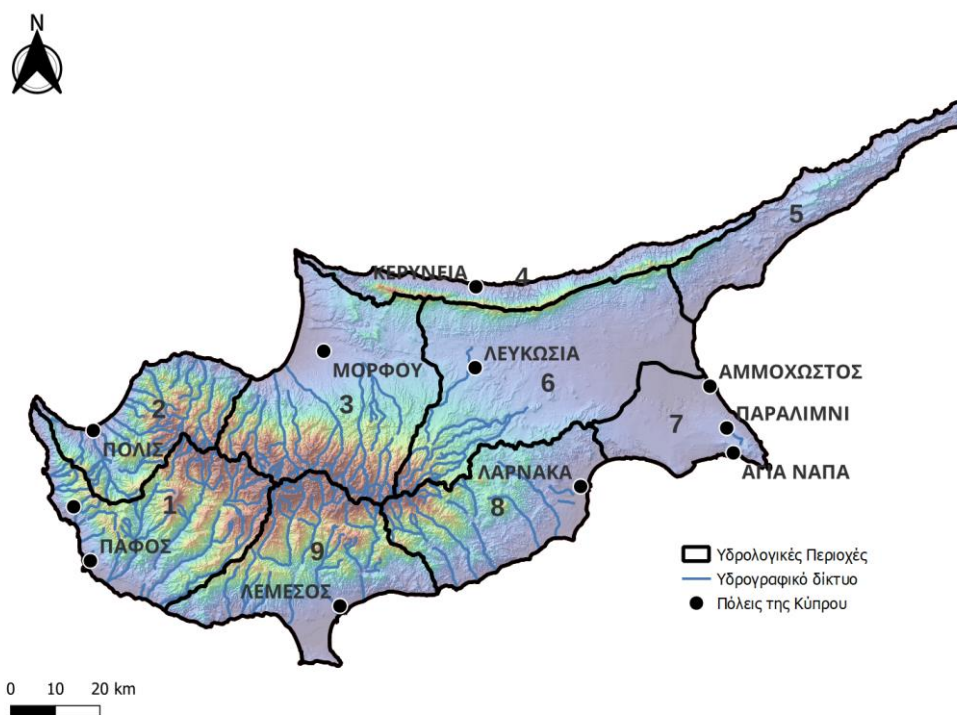 N
5
ΚΕΡΥΝΕΙΑ
4
ΛΕΥΚΩΣΙΑ
ΜΟΡΦΟΥ
6
ΑΜΜΟΧΩΣΤΟΣ
2
3
ΠΑΡΑΛΙΜΝΙ
7
ΠΟΛΙΣ
ΛΑΡΝΑΚΑ
ΑΓΙΑ ΝΑΠΑ
1
8
ΠΑΦΟΣ
9
Υδρολογικές Περιοχές
Υδρογραφικό δίκτυο
ΛΕΜΕΣΟΣ
Πόλεις της Κύπρου
0 10 20 km